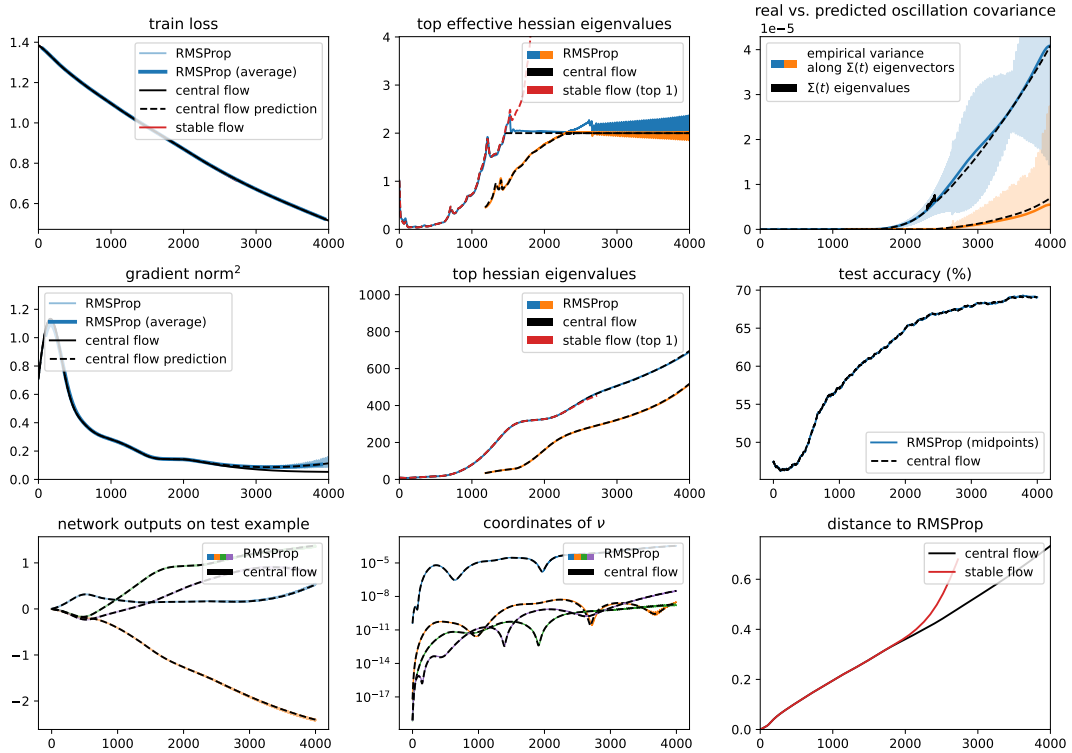 train loss
1.4
1.2
1.0
0.8
0.6
0
1000
2000
3000
4000
RMSProp
RMSProp (average)
central flow
central flow prediction
stable flow
top effective hessian eigenvalues
4
3
2
1
0
0
1000
2000
3000
4000
RMSProp
central flow
stable flow (top 1)
real vs. predicted oscillation covariance
1e−5
4
3
2
1
0
0
1000
2000
3000
4000
empirical variance
along Σ(t) eigenvectors
Σ(t) eigenvalues
gradient norm²
1.2
1.0
0.8
0.6
0.4
0.2
0.0
0
1000
2000
3000
4000
RMSProp
RMSProp (average)
central flow
central flow prediction
top hessian eigenvalues
1000
800
600
400
200
0
0
1000
2000
3000
4000
RMSProp
central flow
stable flow (top 1)
test accuracy (%)
70
65
60
55
50
0
1000
2000
3000
4000
RMSProp (midpoints)
central flow
network outputs on test example
1
0
−1
−2
0
1000
2000
3000
4000
RMSProp
central flow
coordinates of ν
10⁻⁵
10⁻⁸
10⁻¹¹
10⁻¹⁴
10⁻¹⁷
0
1000
2000
3000
4000
RMSProp
central flow
distance to RMSProp
0.6
0.4
0.2
0.0
0
1000
2000
3000
4000
central flow
stable flow